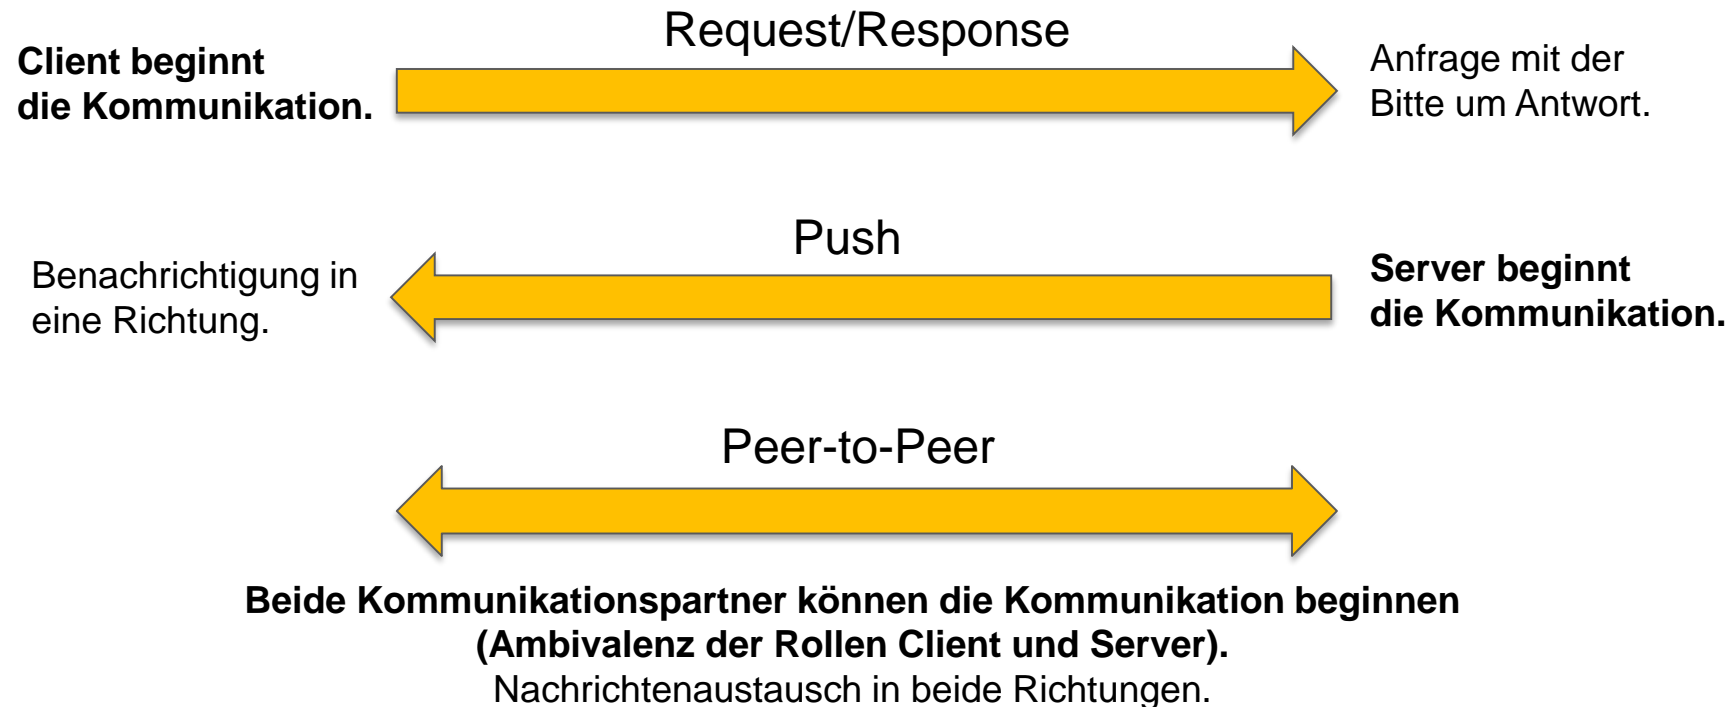 Request/Response
Client beginnt
die Kommunikation.
Anfrage mit der
Bitte um Antwort.
Push
Benachrichtigung in
eine Richtung.
Server beginnt
die Kommunikation.
Peer-to-Peer
Beide Kommunikationspartner können die Kommunikation beginnen
(Ambivalenz der Rollen Client und Server).
Nachrichtenaustausch in beide Richtungen.